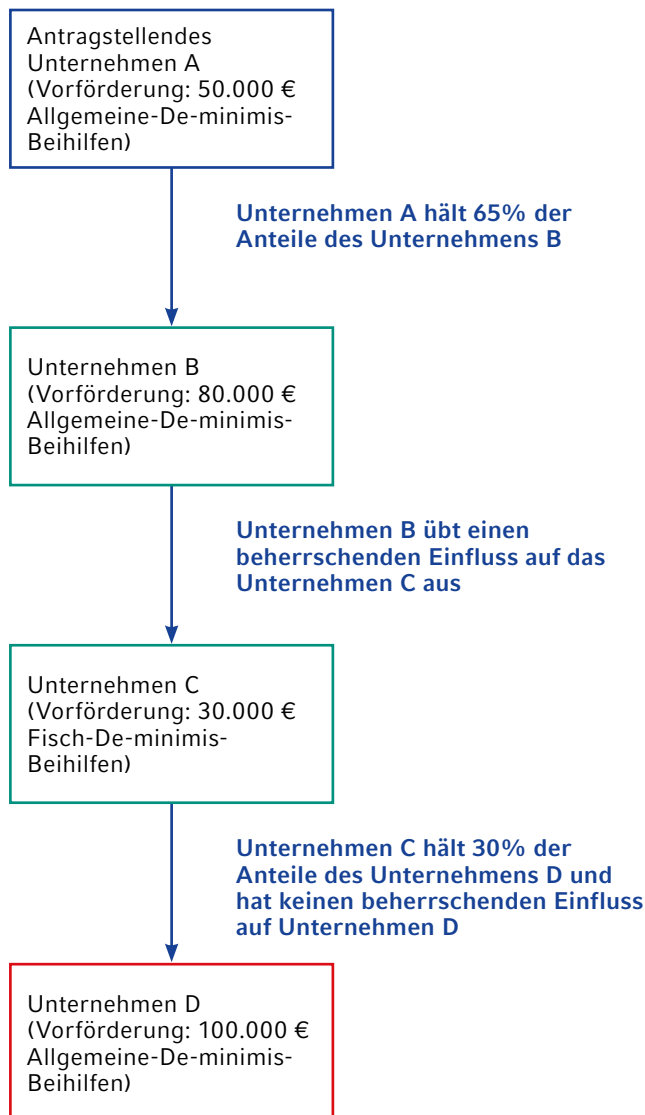 Antragstellendes
Unternehmen A
(Vorförderung: 50.000 €
Allgemeine-De-minimis-
Beihilfen)
Unternehmen A hält 65% der
Anteile des Unternehmens B
Unternehmen B
(Vorförderung: 80.000 €
Allgemeine-De-minimis-
Beihilfen)
Unternehmen B übt einen
beherrschenden Einfluss auf das
Unternehmen C aus
Unternehmen C
(Vorförderung: 30.000 €
Fisch-De-minimis-
Beihilfen)
Unternehmen C hält 30% der
Anteile des Unternehmens D und
hat keinen beherrschenden Einfluss
auf Unternehmen D
Unternehmen D
(Vorförderung: 100.000 €
Allgemeine-De-minimis-
Beihilfen)